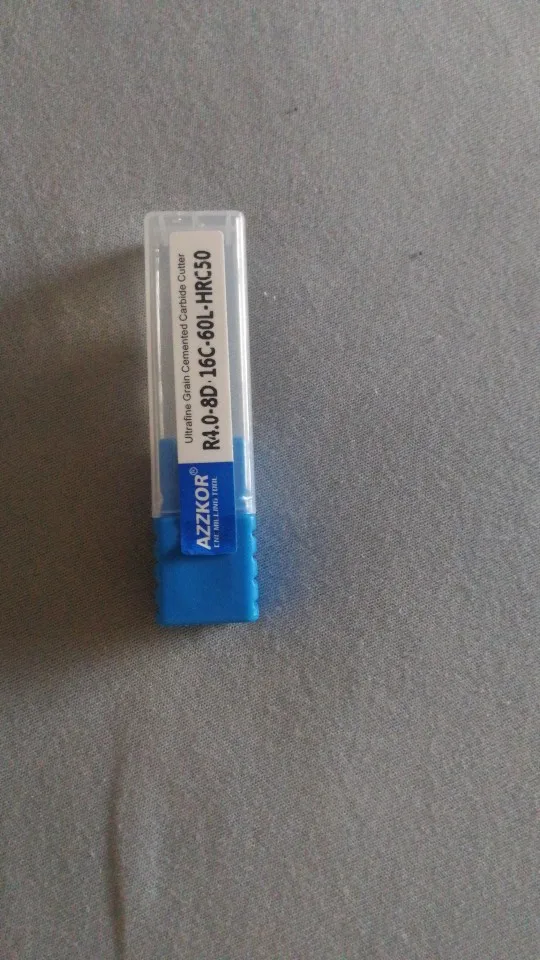 Ultrafine Grain Cemented Carbide Cutter
R4.0-8D·16C-60L-HRC50
AZZKOR®
CNC MILLING TOOL